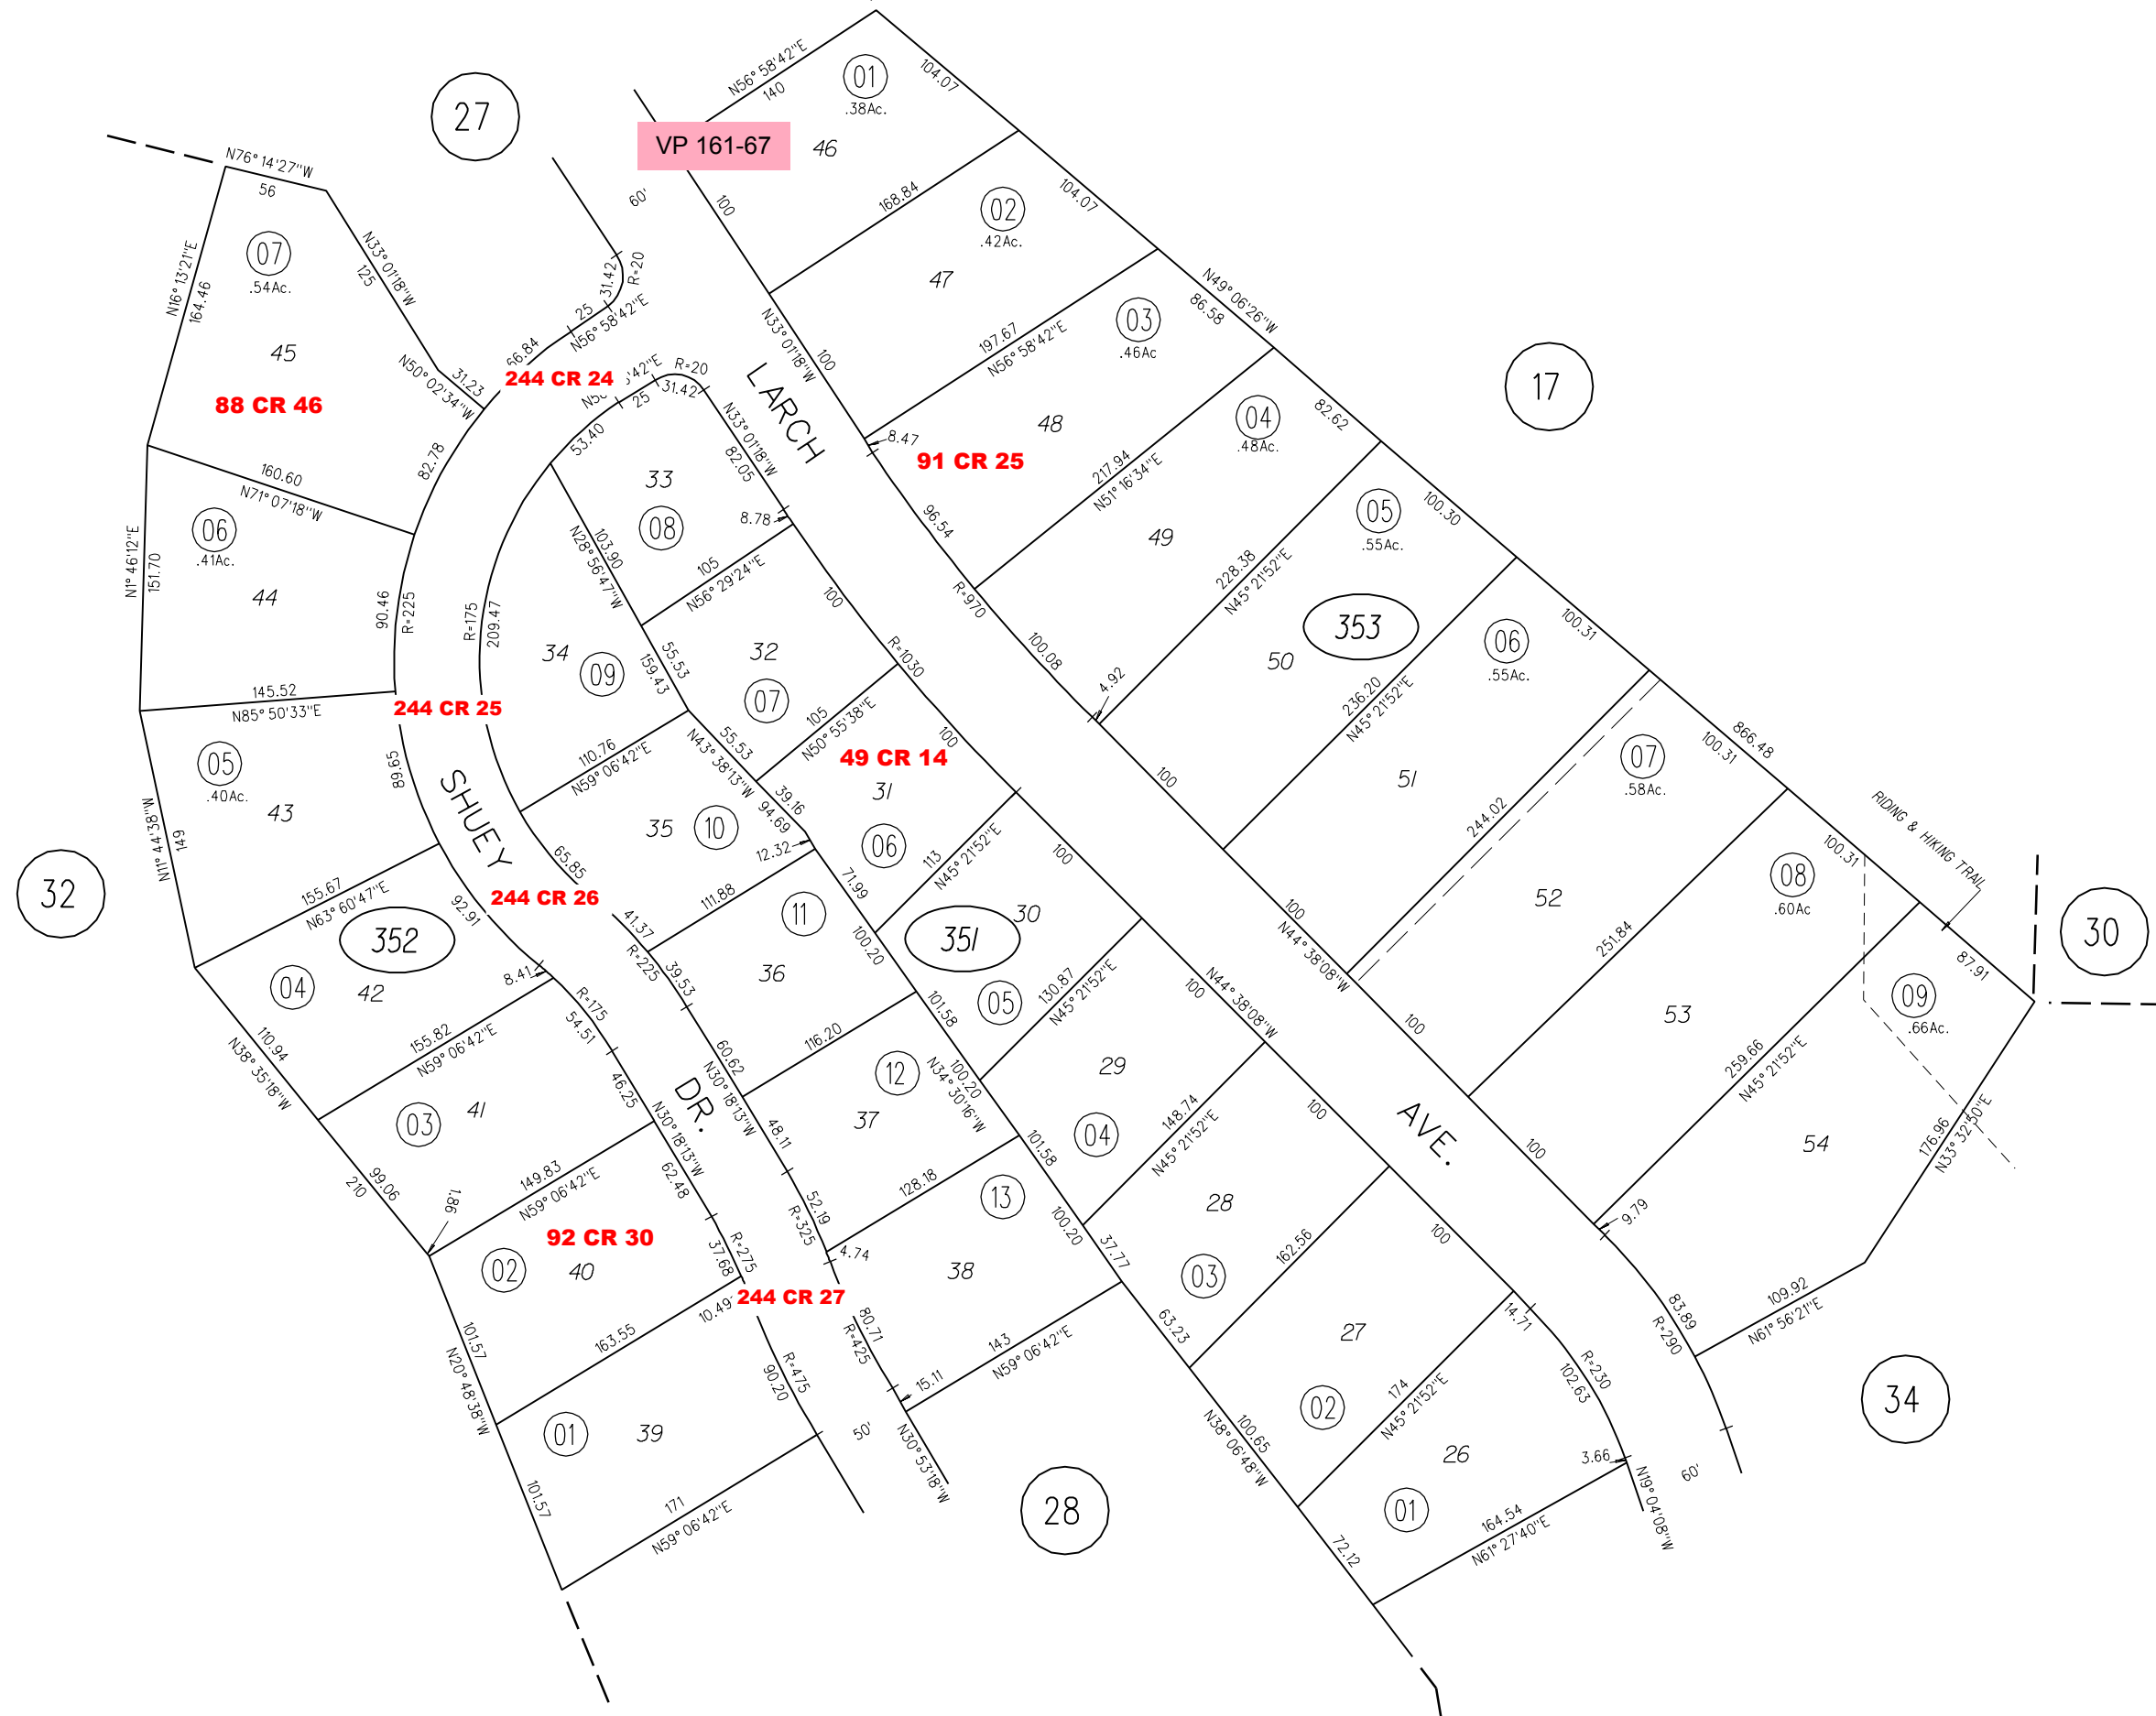 27
N56° 58'42"E
140
01
.38Ac.
46
104.07
VP 161-67
60'
100
168.84
02
.42Ac.
47
104.07
N76° 14'27"W
56
07
.54Ac.
45
N16° 13'21"E
164.46
N33° 01'18"W
125
88 CR 46
N50° 02'34"W
31.23
66.84
25
N56° 58'42"E
31.42
R=20
244 CR 24
25
31.42
R=20
53.40
N33° 01'18"W
82.05
LARCH
N33° 01'18"W
100
197.67
N56° 58'42"E
03
.46Ac
48
N49° 06'26"W
86.58
8.47
91 CR 25
217.94
N51° 16'34"E
04
.48Ac.
49
82.62
17
96.54
R=970
228.38
N45° 21'52"E
05
.55Ac.
50
100.30
353
100.08
4.92
236.20
N45° 21'52"E
06
.55Ac.
51
100.31
160.60
N71° 07'18"W
82.78
06
.41Ac.
44
N1° 46'12"E
151.70
90.46
R=225
R=175
209.47
33
08
8.78
N28° 56'47"W
103.90
105
N56° 29'24"E
100
34
09
55.53
159.43
32
07
R=1030
105
N50° 55'38"E
100
145.52
N85° 50'33"E
244 CR 25
110.76
N59° 06'42"E
55.53
N43° 38'13"W
94.69
39.16
49 CR 14
31
06
05
.40Ac.
43
N11° 44'38"W
149
89.65
SHUEY
35
10
12.32
65.85
244 CR 26
111.88
11
71.99
113
N45° 21'52"E
100
100
244.02
07
.58Ac.
52
866.48
100.31
RIDING & HIKING TRAIL
32
155.67
N63° 60'47"E
352
92.91
04
42
8.41
41.37
R=225
39.53
36
100.20
351
30
05
100
N44° 38'08"W
251.84
08
.60Ac
53
100.31
30
87.91
09
.66Ac.
110.94
N38° 35'18"W
155.82
N59° 06'42"E
R=175
54.51
116.20
101.58
130.87
N45° 21'52"E
N44° 38'08"W
100
100
259.66
N45° 21'52"E
54
176.96
N33° 32'50"E
03
41
46.25
DR.
60.62
N30° 18'13"W
12
37
100.20
N34° 30'16"W
29
04
148.74
N45° 21'52"E
100
AVE.
100
99.06
210
1.86
149.83
N59° 06'42"E
N30° 18'13"W
62.48
48.11
128.18
13
101.58
28
03
100
9.79
92 CR 30
02
40
37.68
R=275
52.19
R=325
4.74
38
100.20
37.77
162.56
10.49
244 CR 27
101.57
N20° 48'38"W
163.55
80.71
R=425
143
N59° 06'42"E
63.23
27
14.71
83.89
R=290
109.92
N61° 56'21"E
01
39
R=475
90.20
15.11
50'
N30° 53'18"W
174
N45° 21'52"E
02
R=230
102.63
34
101.57
171
N59° 06'42"E
28
N38° 06'48"W
100.65
26
01
3.66
60'
N19° 04'08"W
72.12
164.54
N61° 27'40"E